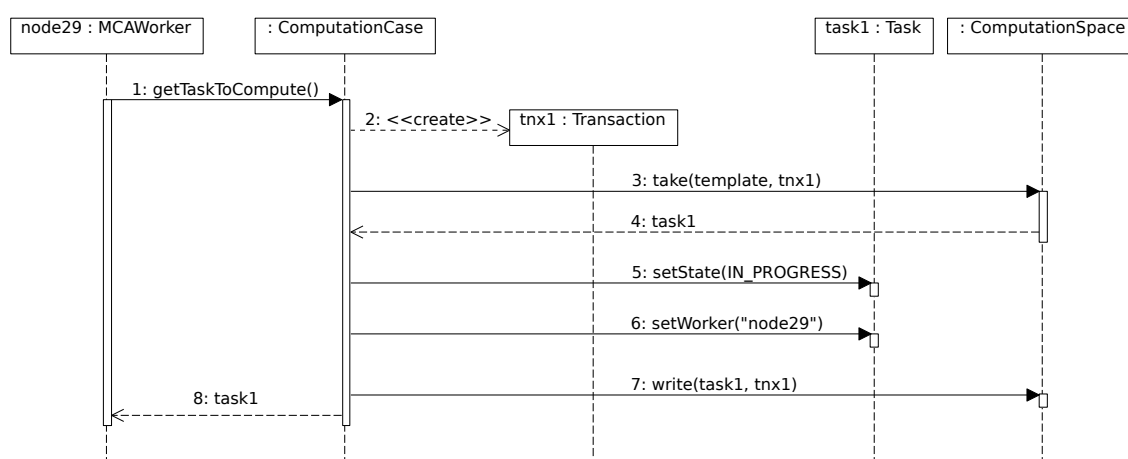 node29 : MCAWorker
: ComputationCase
task1 : Task
: ComputationSpace
1: getTaskToCompute()
2: <<create>>
tnx1 : Transaction
3: take(template, tnx1)
4: task1
5: setState(IN_PROGRESS)
6: setWorker("node29")
7: write(task1, tnx1)
8: task1